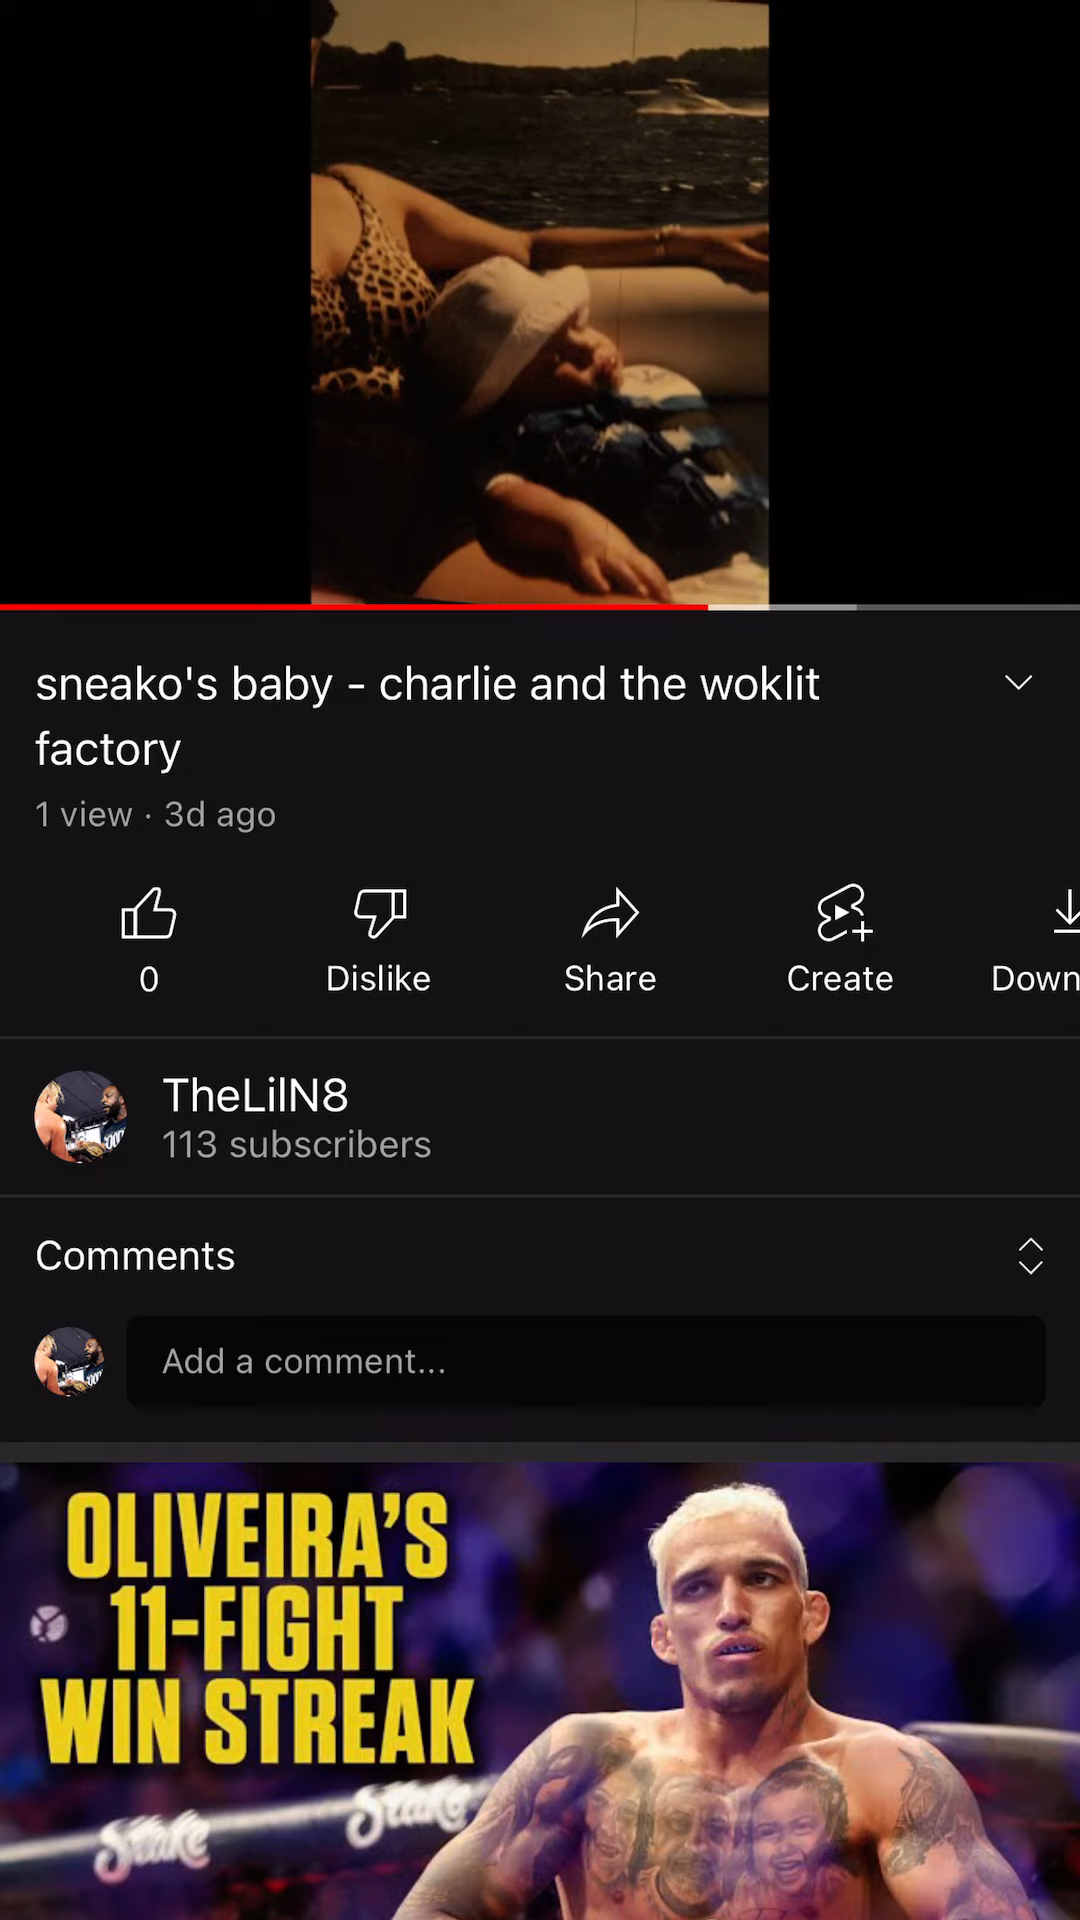 sneako's baby - charlie and the woklit
factory
1 view · 3d ago
0
Dislike
Share
Create
Down
TheLilN8
113 subscribers
Comments
Add a comment...
OLIVEIRA'S
11-FIGHT
WIN STREAK
Stake
Stake